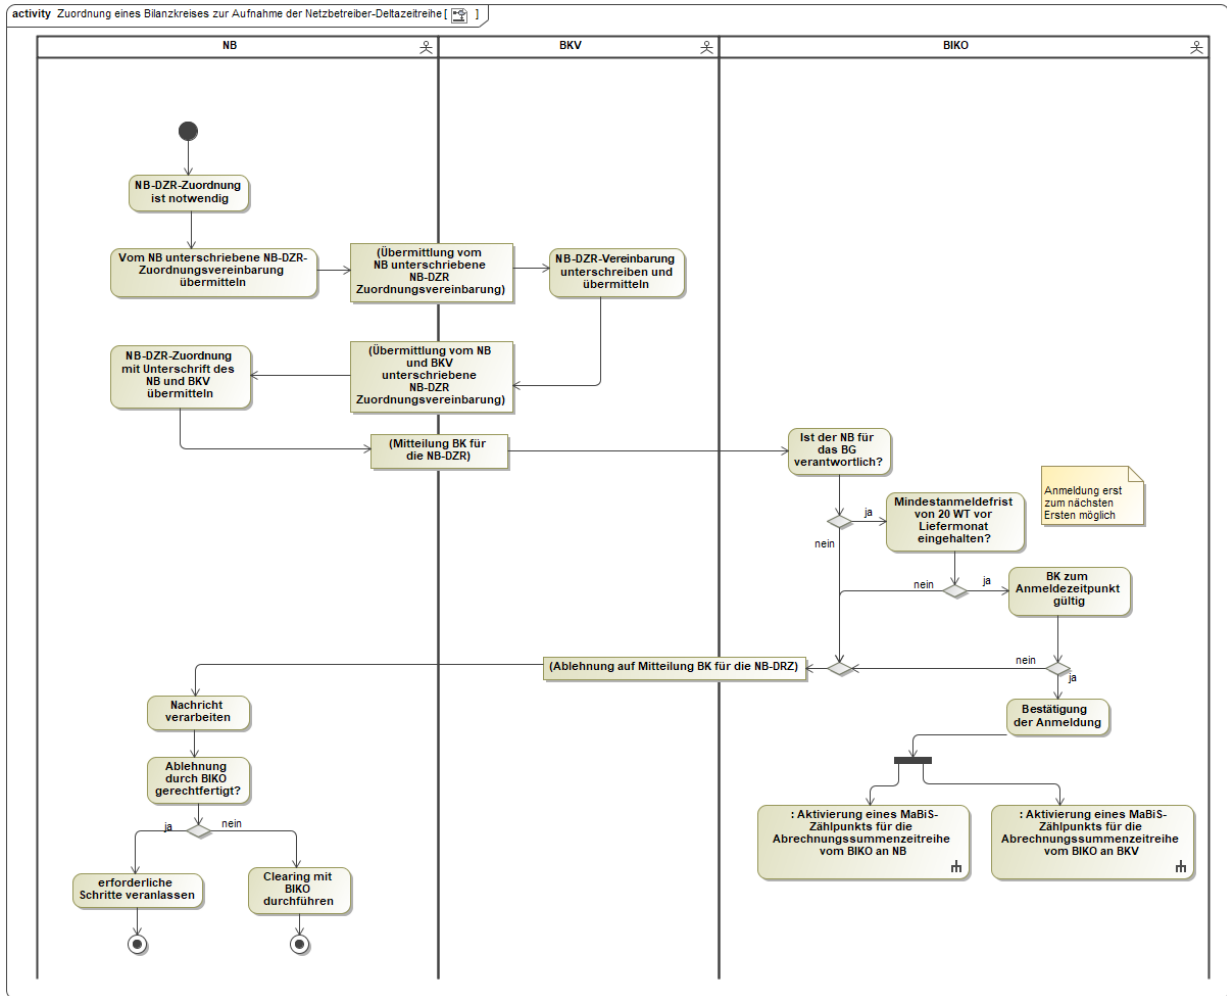 activity Zuordnung eines Bilanzkreises zur Aufnahme der Netzbetreiber-Deltazeitreihe [ ]
NB
BKV
BIKO
NB-DZR-Zuordnung
ist notwendig
Vom NB unterschriebene NB-DZR-
Zuordnungsvereinbarung
übermitteln
(Übermittlung vom
NB unterschriebene
NB-DZR
Zuordnungsvereinbarung)
NB-DZR-Vereinbarung
unterschreiben und
übermitteln
NB-DZR-Zuordnung
mit Unterschrift des
NB und BKV
übermitteln
(Übermittlung vom NB
und BKV
unterschriebene
NB-DZR
Zuordnungsvereinbarung)
(Mitteilung BK für
die NB-DZR)
Ist der NB für
das BG
verantwortlich?
ja
nein
Mindestanmeldefrist
von 20 WT vor
Liefermonat
eingehalten?
Anmeldung erst
zum nächsten
Ersten möglich
nein
ja
BK zum
Anmeldezeitpunkt
gültig
nein
ja
(Ablehnung auf Mitteilung BK für die NB-DRZ)
Nachricht
verarbeiten
Bestätigung
der Anmeldung
Ablehnung
durch BIKO
gerechtfertigt?
ja
nein
: Aktivierung eines MaBiS-
Zählpunkts für die
Abrechnungssummenzeitreihe
vom BIKO an NB
: Aktivierung eines MaBiS-
Zählpunkts für die
Abrechnungssummenzeitreihe
vom BIKO an BKV
erforderliche
Schritte veranlassen
Clearing mit
BIKO
durchführen